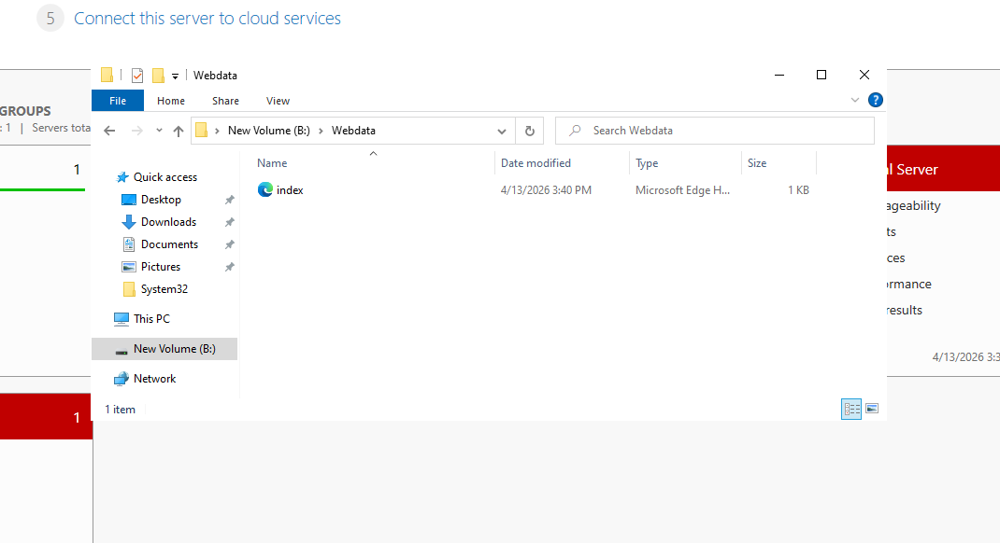 5 Connect this server to cloud services
Webdata
File Home Share View
GROUPS
: 1 | Servers tota
New Volume (B:) Webdata
Search Webdata
1
Name Date modified Type Size
index 4/13/2026 3:40 PM Microsoft Edge H... 1 KB
Quick access
Desktop
Downloads
Documents
Pictures
System32
This PC
New Volume (B:)
Network
1 item
l Server
ageability
ts
ces
ormance
results
4/13/2026 3:3
1